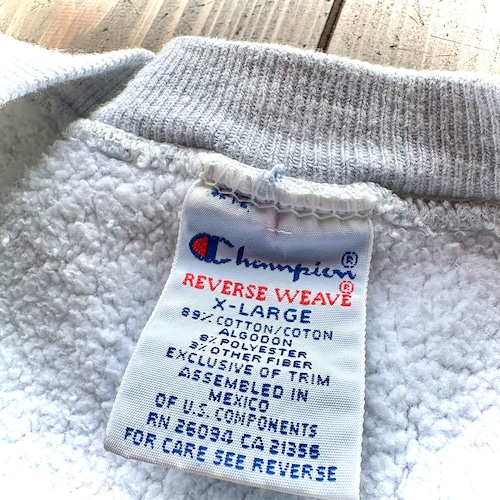 Champion®
REVERSE WEAVE®
X-LARGE
89% COTTON/COTON
ALGODON
8% POLYESTER
3% OTHER FIBER
EXCLUSIVE OF TRIM
ASSEMBLED IN
MEXICO
OF U.S. COMPONENTS
RN 26094 CA 21356
FOR CARE SEE REVERSE